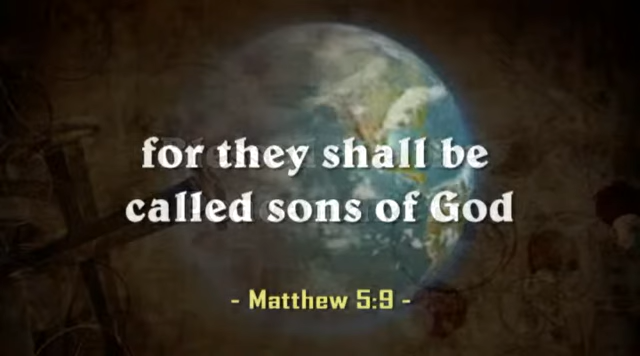 for they shall be
called sons of God
- Matthew 5:9 -